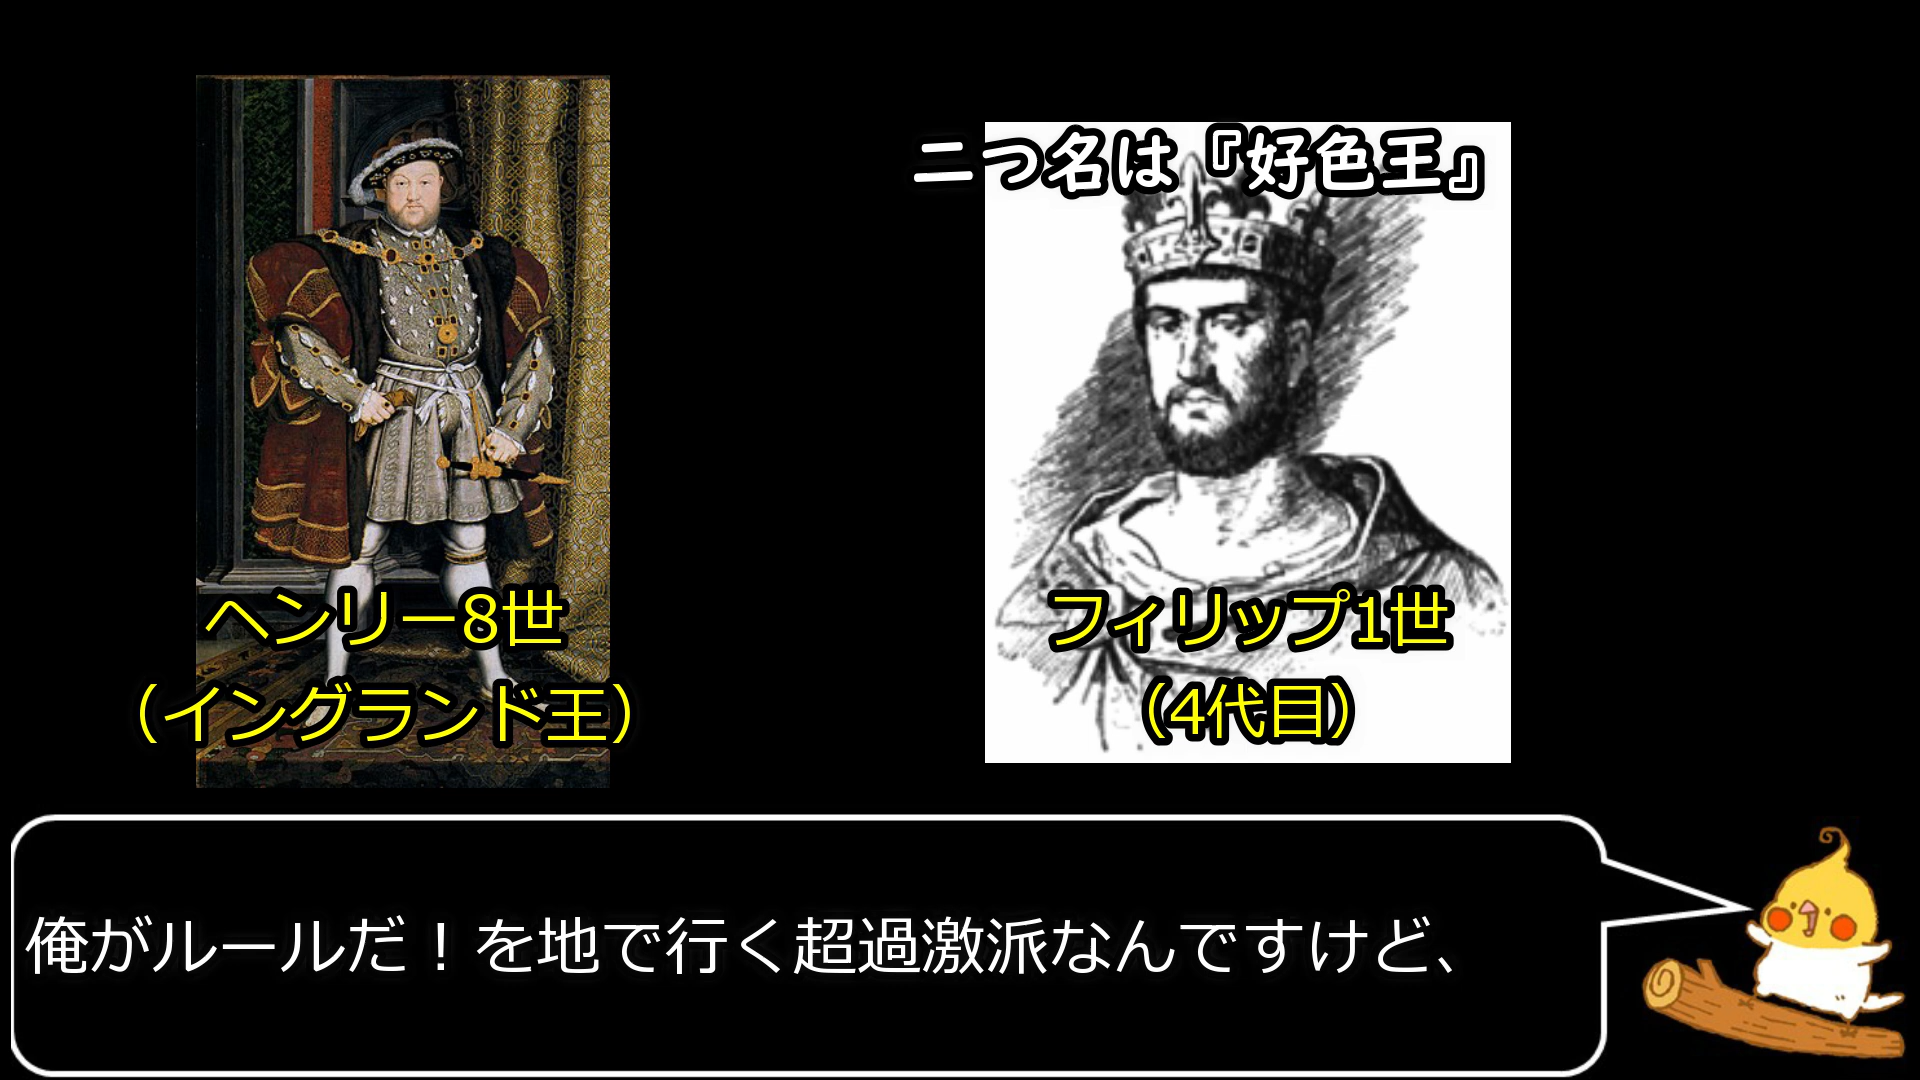 二つ名は『好色王』
ヘンリー8世
（イングランド王）
フィリップ1世
（4代目）
俺がルールだ！を地で行く超過激派なんですけど、